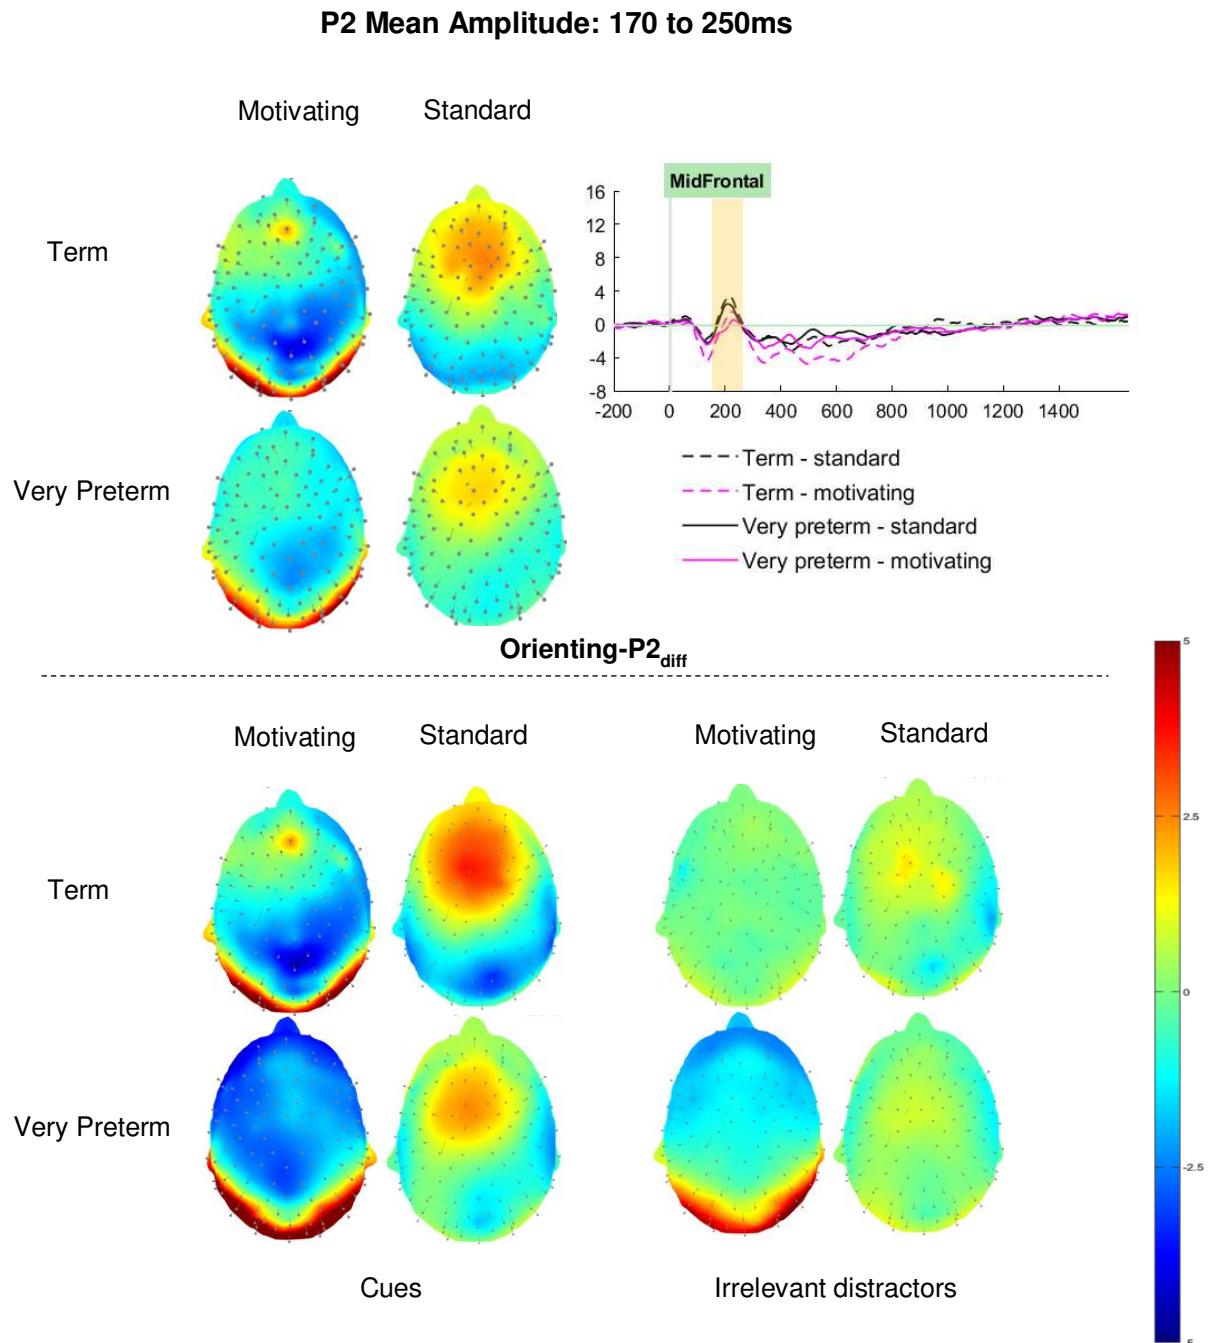 P2 Mean Amplitude: 170 to 250ms
Motivating Standard
Term
Very Preterm
MidFrontal
16
12
8
4
0
-4
-8
-200 0 200 400 600 800 1000 1200 1400
Term - standard
Term - motivating
Very preterm - standard
Very preterm - motivating
Orienting-P2diff
Motivating Standard Motivating Standard
Term
Very Preterm
Cues Irrelevant distractors
5
2.5
0
-2.5
-5